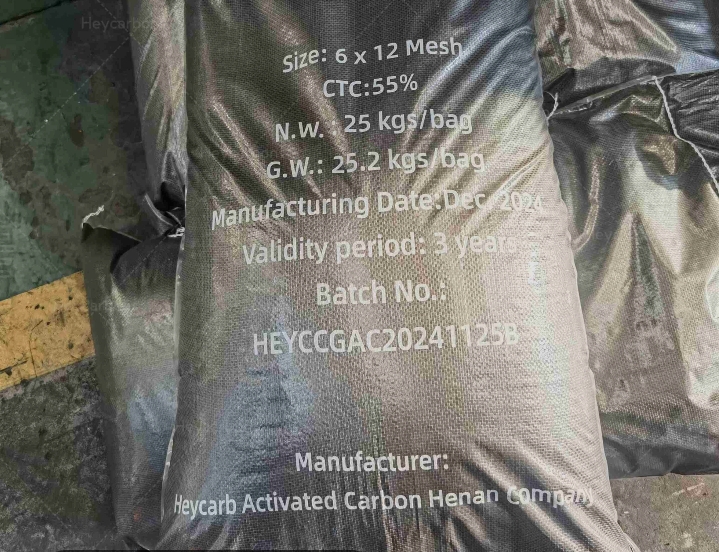 Heycarbon
Size: 6 x 12 Mesh
CTC:55%
N.W. : 25 kgs/bag
G.W.: 25.2 kgs/bag
Manufacturing Date:Dec. 2024
Validity period: 3 years
Batch No.:
HEYCCGAC20241125B
Manufacturer:
Heycarb Activated Carbon Henan Company